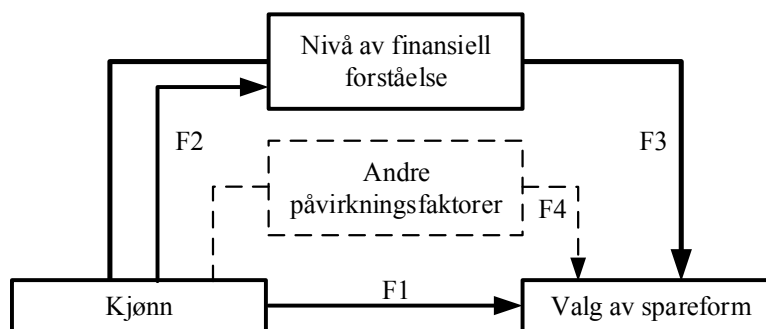 Nivå av finansiell
forståelse
F2
F3
Andre
påvirkningsfaktorer
F4
Kjønn
F1
Valg av spareform